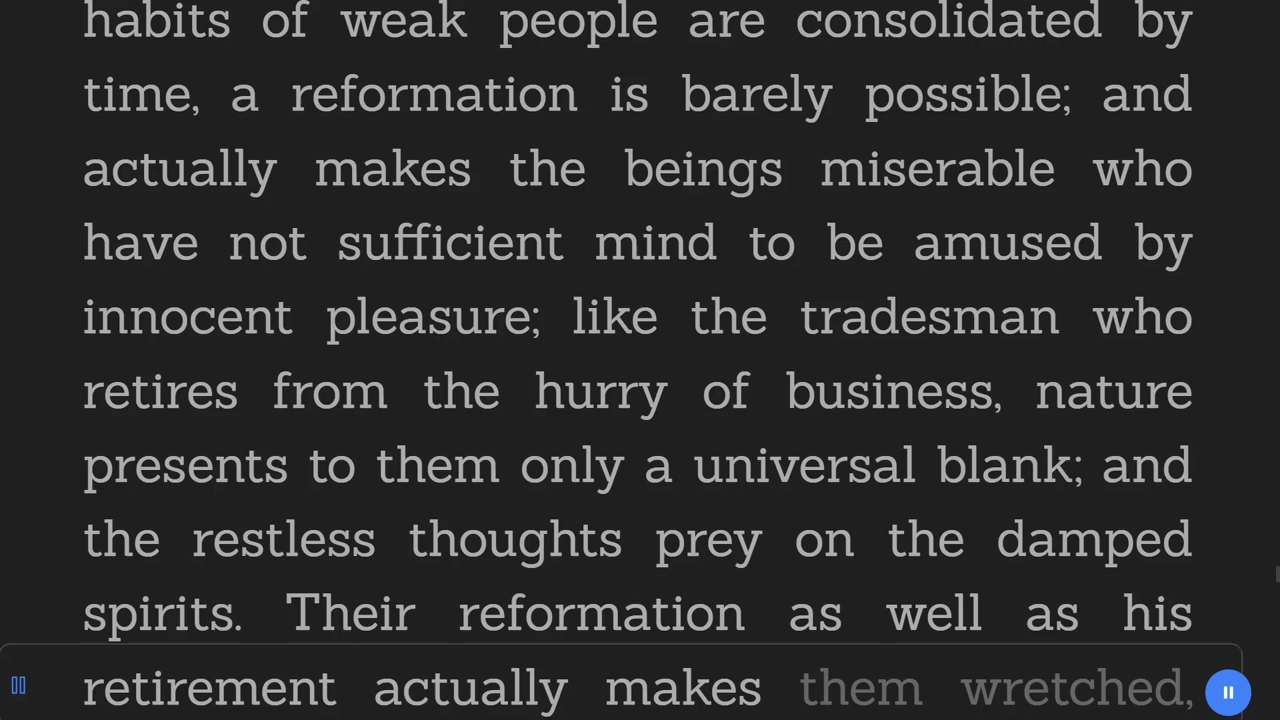 habits of weak people are consolidated by
time, a reformation is barely possible; and
actually makes the beings miserable who
have not sufficient mind to be amused by
innocent pleasure; like the tradesman who
retires from the hurry of business, nature
presents to them only a universal blank; and
the restless thoughts prey on the damped
spirits. Their reformation as well as his
retirement actually makes them wretched,